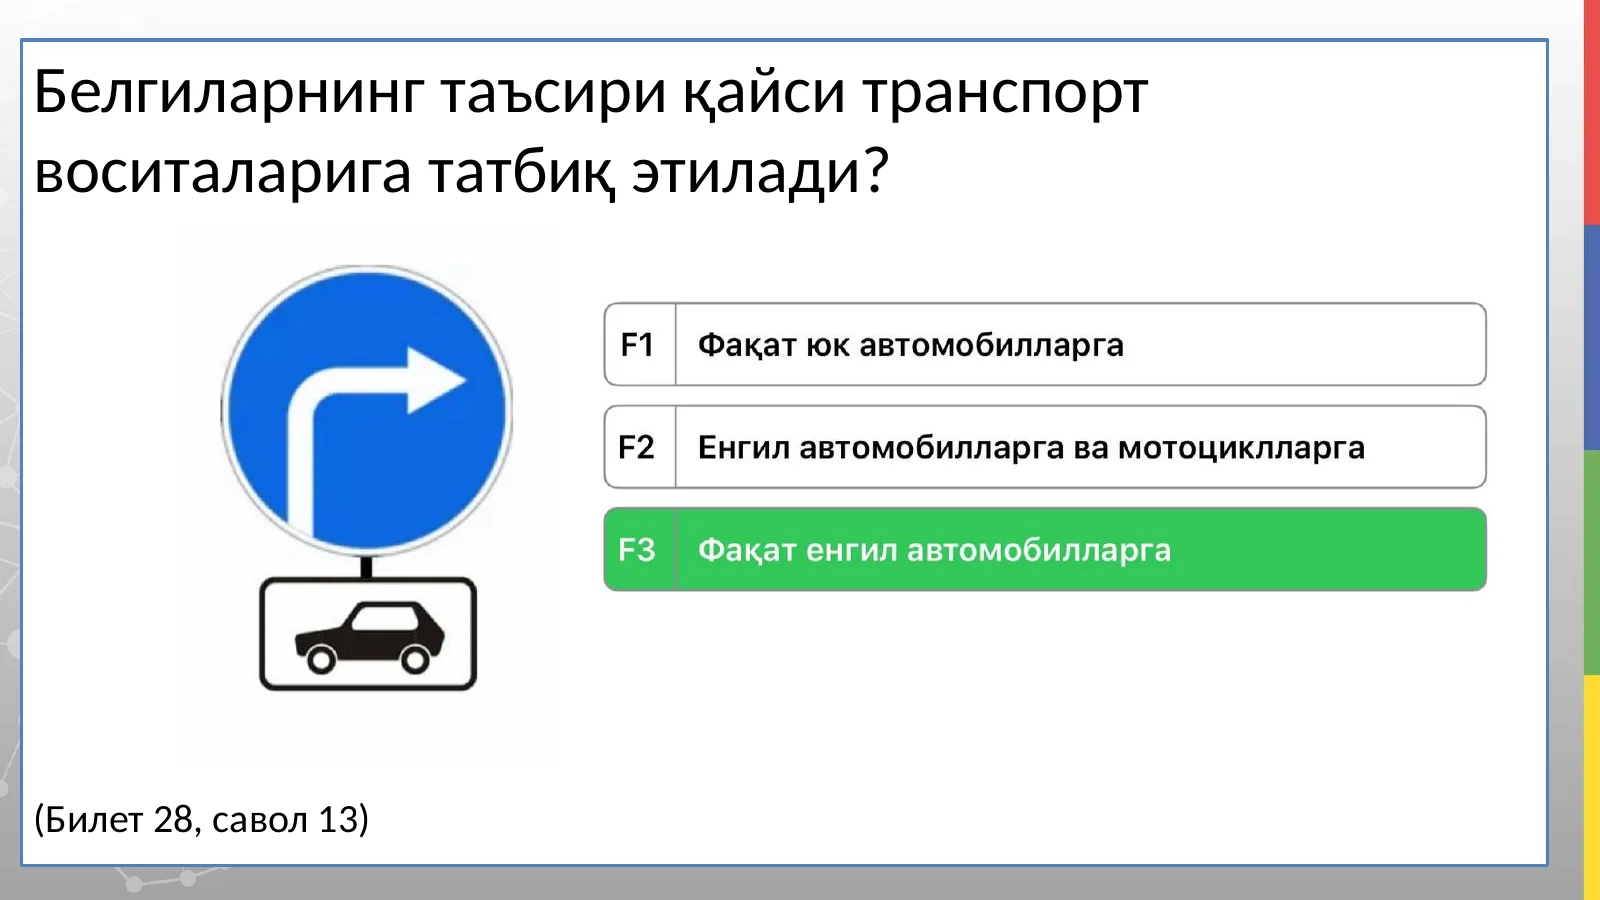 Белгиларнинг таъсири қайси транспорт
воситаларига татбиқ этилади?
F1 Фақат юк автомобилларга
F2 Енгил автомобилларга ва мотоциклларга
F3 Фақат енгил автомобилларга
(Билет 28, савол 13)